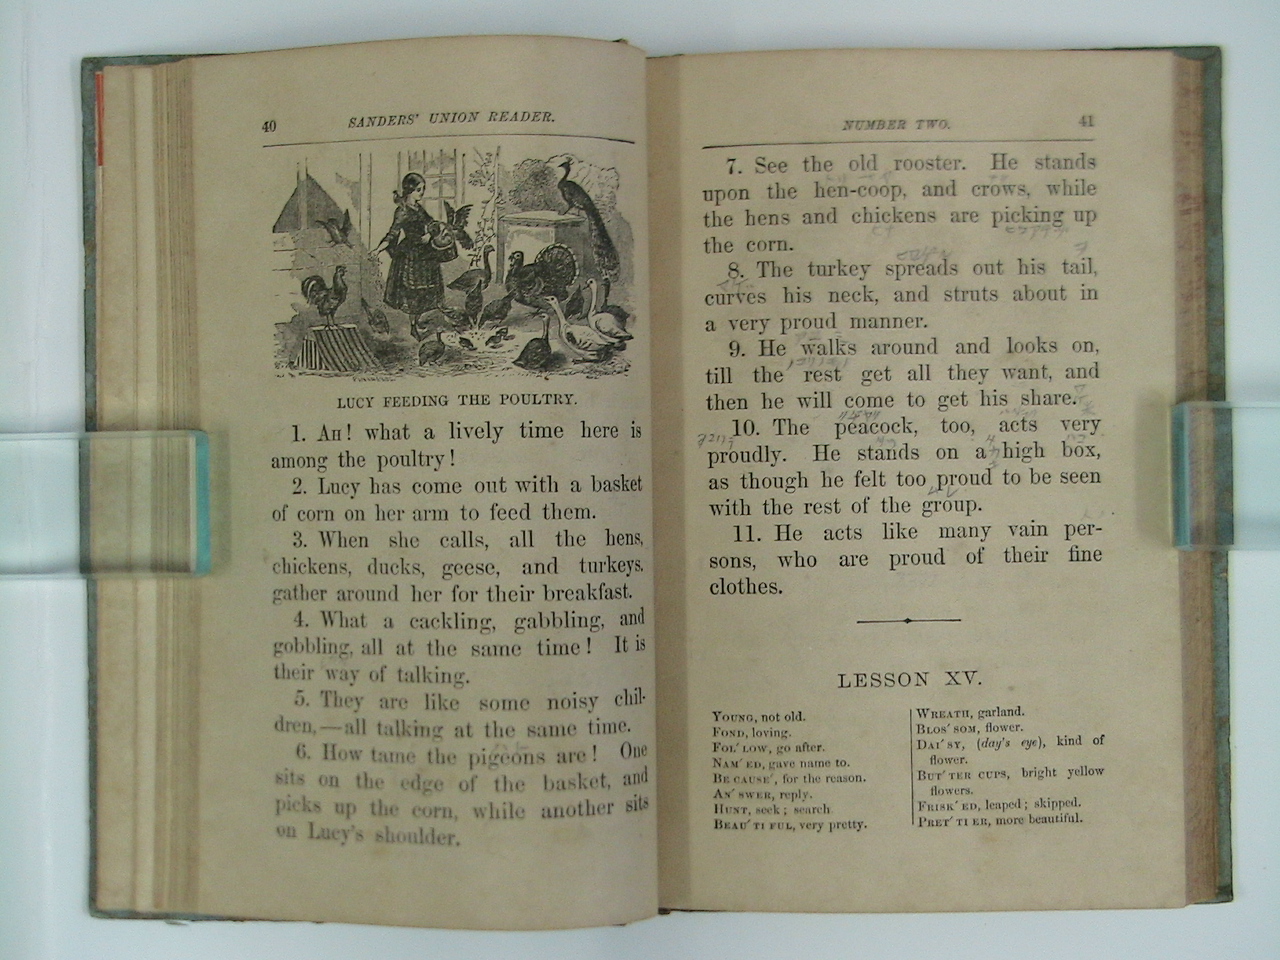 40
SANDERS' UNION READER.
LUCY FEEDING THE POULTRY.
1. AH! what a lively time here is
among the poultry!
2. Lucy has come out with a basket
of corn on her arm to feed them.
3. When she calls, all the hens,
chickens, ducks, geese, and turkeys,
gather around her for their breakfast.
4. What a cackling, gabbling, and
gobbling, all at the same time! It is
their way of talking.
5. They are like some noisy chil-
dren,—all talking at the same time.
6. How tame the pigeons are! One
sits on the edge of the basket, and
picks up the corn, while another sits
on Lucy's shoulder.
NUMBER TWO.
41
7. See the old rooster. He stands
upon the hen-coop, and crows, while
the hens and chickens are picking up
the corn.
8. The turkey spreads out his tail,
curves his neck, and struts about in
a very proud manner.
9. He walks around and looks on,
till the rest get all they want, and
then he will come to get his share.
10. The peacock, too, acts very
proudly. He stands on a high box,
as though he felt too proud to be seen
with the rest of the group.
11. He acts like many vain per-
sons, who are proud of their fine
clothes.
LESSON XV.
YOUNG, not old.
FOND, loving.
FOL' LOW, go after.
NAM' ED, gave name to.
BE CAUSE', for the reason.
AN' SWER, reply.
HUNT, seek; search.
BEAU' TI FUL, very pretty.
WREATH, garland.
BLOS' SOM, flower.
DAI' SY, (day's eye), kind of
flower.
BUT' TER CUPS, bright yellow
flowers.
FRISK' ED, leaped; skipped.
PRET' TI ER, more beautiful.